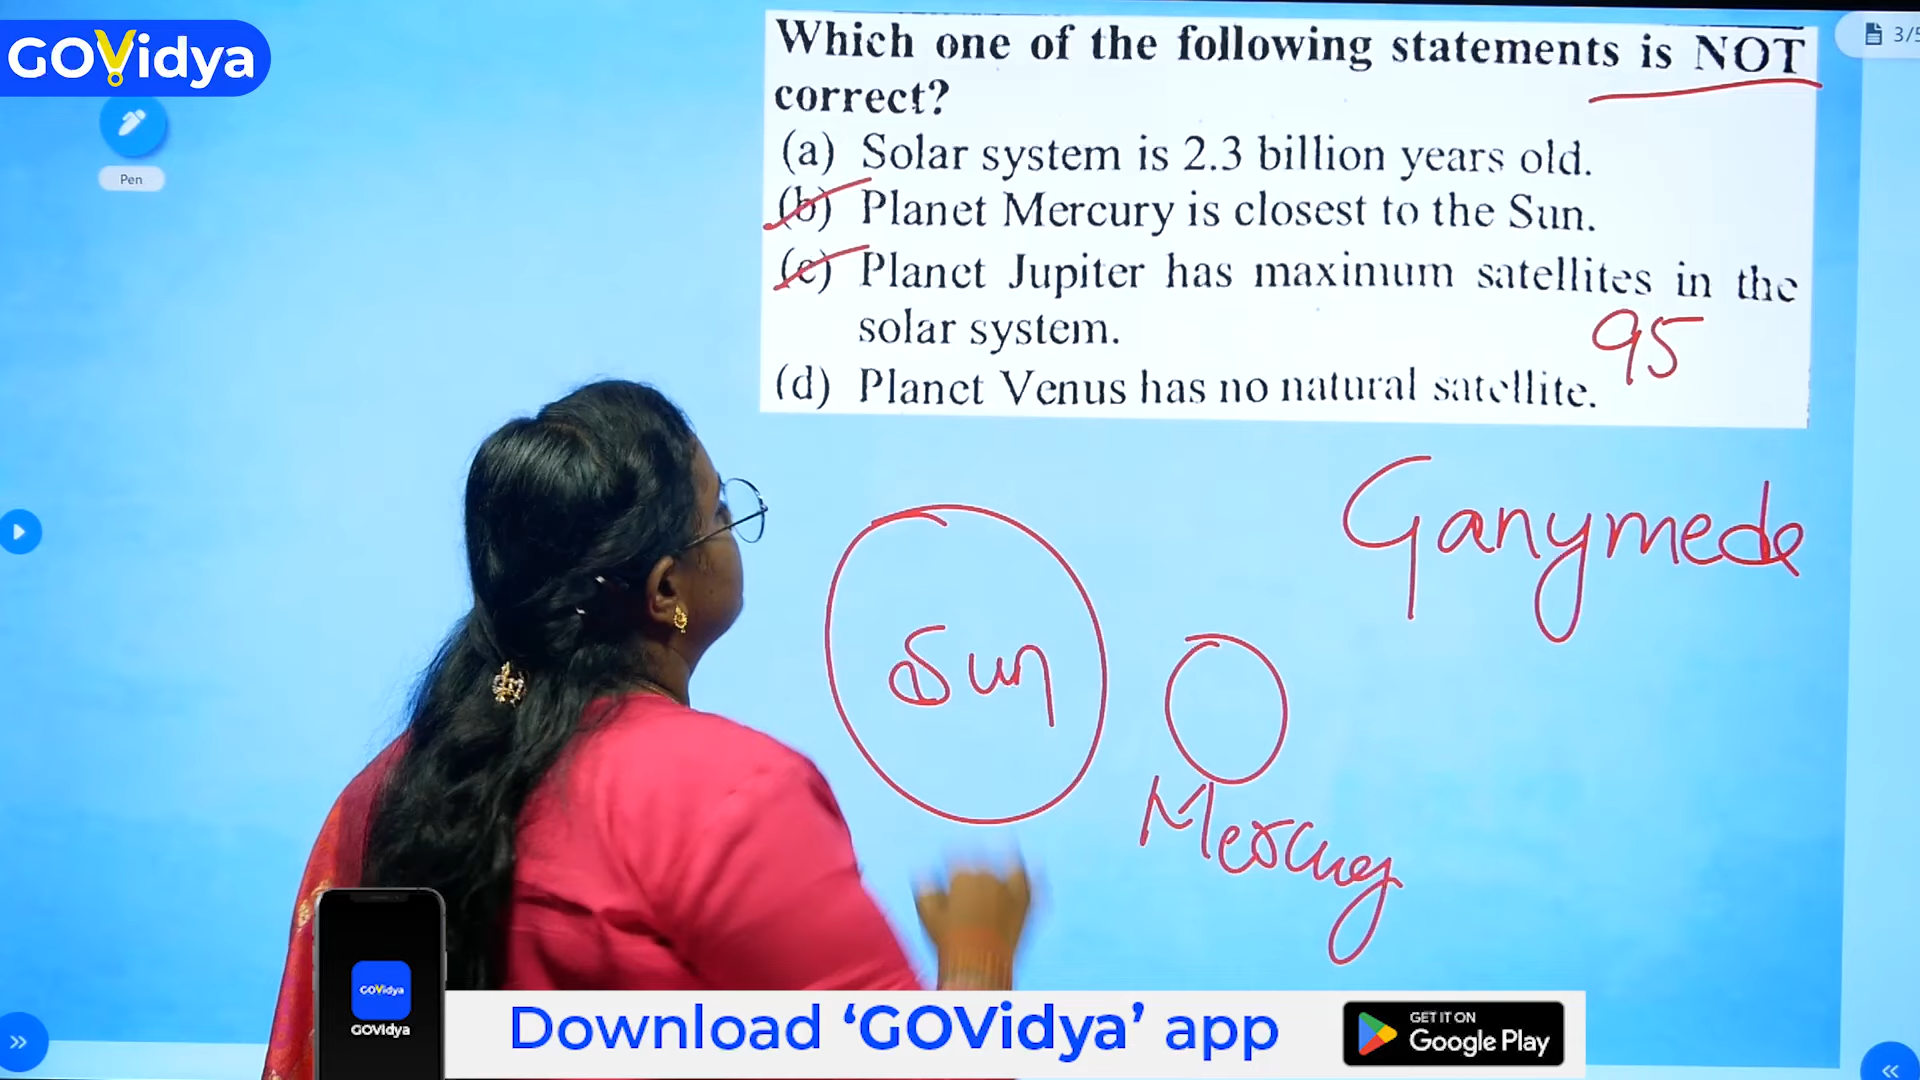 GOVidya
Pen
3/5
Which one of the following statements is NOT
correct?
(a) Solar system is 2.3 billion years old.
(b) Planet Mercury is closest to the Sun.
(c) Planet Jupiter has maximum satellites in the
solar system.
95
(d) Planet Venus has no natural satellite.
Ganymede
Sun
Mercury
GOVidya
GOVidya
Download ‘GOVidya’ app
GET IT ON
Google Play